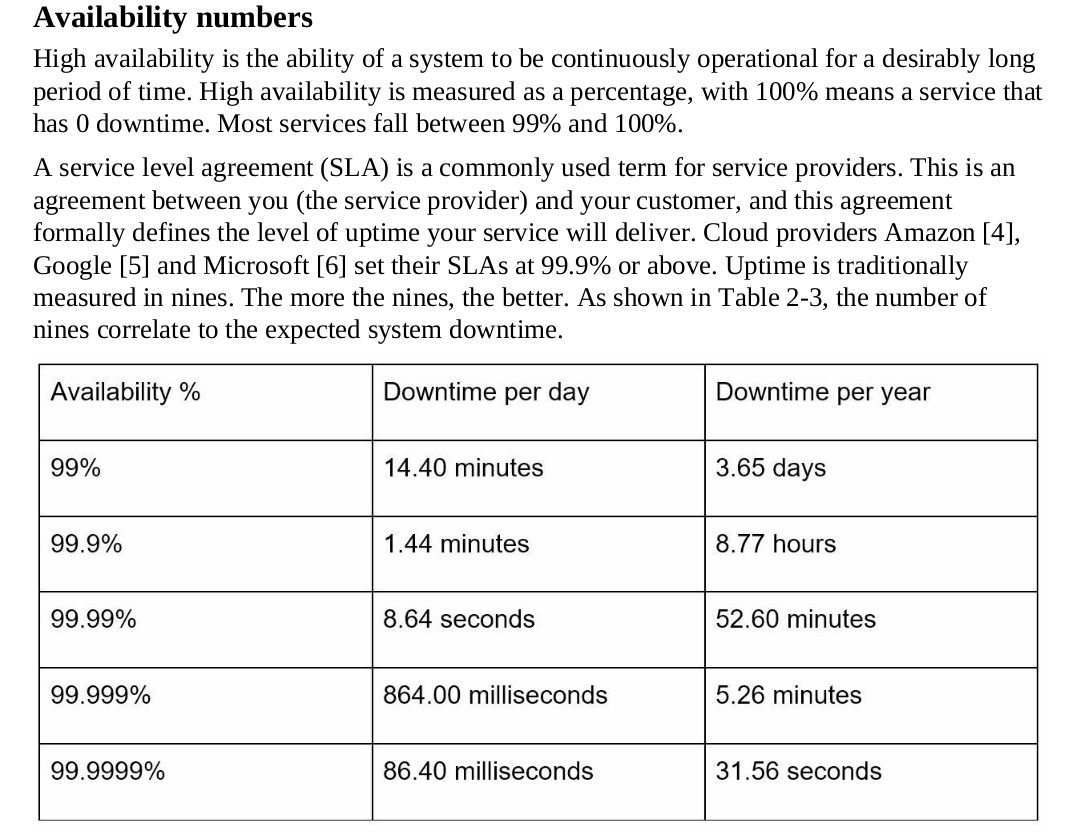 Availability numbers
High availability is the ability of a system to be continuously operational for a desirably long
period of time. High availability is measured as a percentage, with 100% means a service that
has 0 downtime. Most services fall between 99% and 100%.
A service level agreement (SLA) is a commonly used term for service providers. This is an
agreement between you (the service provider) and your customer, and this agreement
formally defines the level of uptime your service will deliver. Cloud providers Amazon [4],
Google [5] and Microsoft [6] set their SLAs at 99.9% or above. Uptime is traditionally
measured in nines. The more the nines, the better. As shown in Table 2-3, the number of
nines correlate to the expected system downtime.
Availability % Downtime per day Downtime per year
99% 14.40 minutes 3.65 days
99.9% 1.44 minutes 8.77 hours
99.99% 8.64 seconds 52.60 minutes
99.999% 864.00 milliseconds 5.26 minutes
99.9999% 86.40 milliseconds 31.56 seconds